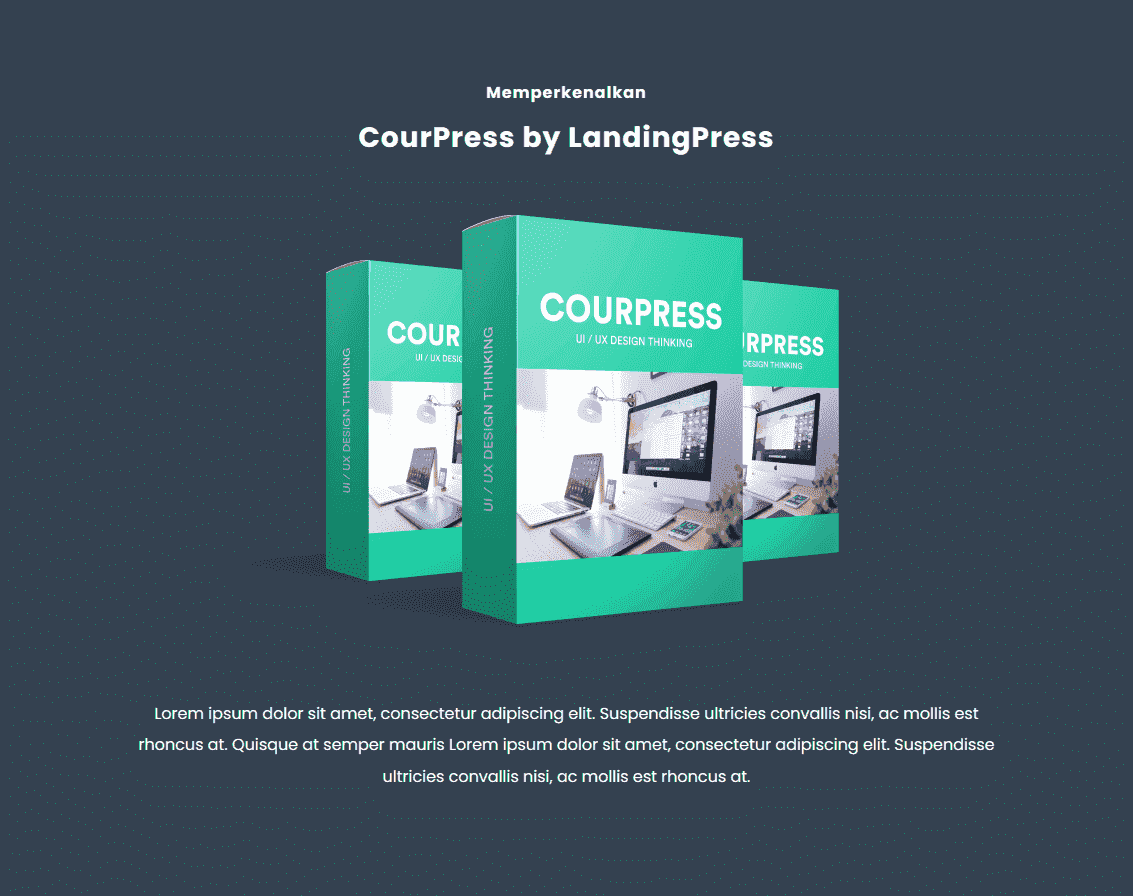 Memperkenalkan
CourPress by LandingPress
COURPRESS
UI / UX DESIGN THINKING
UI / UX DESIGN THINKING
COUR
UI / UX DESIG
UI / UX DESIGN THINKING
RPRESS
DESIGN THINKING
Lorem ipsum dolor sit amet, consectetur adipiscing elit. Suspendisse ultricies convallis nisi, ac mollis est
rhoncus at. Quisque at semper mauris Lorem ipsum dolor sit amet, consectetur adipiscing elit. Suspendisse
ultricies convallis nisi, ac mollis est rhoncus at.